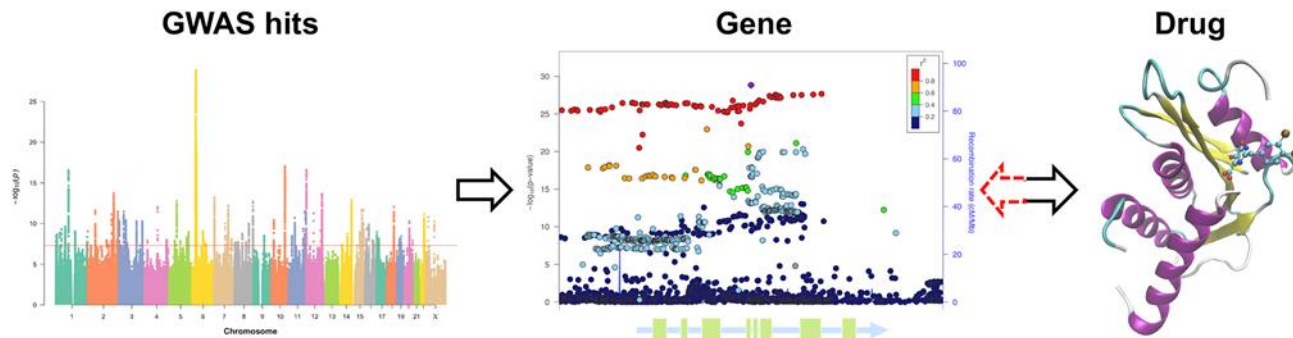 GWAS hits
Gene
Drug
25
20
15
10
5
0
− log₁₀(p)
1 2 3 4 5 6 7 8 9 10 11 12 13 14 15 17 19 21 X
Chromosome
30
25
20
15
10
5
0
− log₁₀(p-value)
r²
0.8
0.6
0.4
0.2
100
80
60
40
20
0
Recombination rate (cM/Mb)